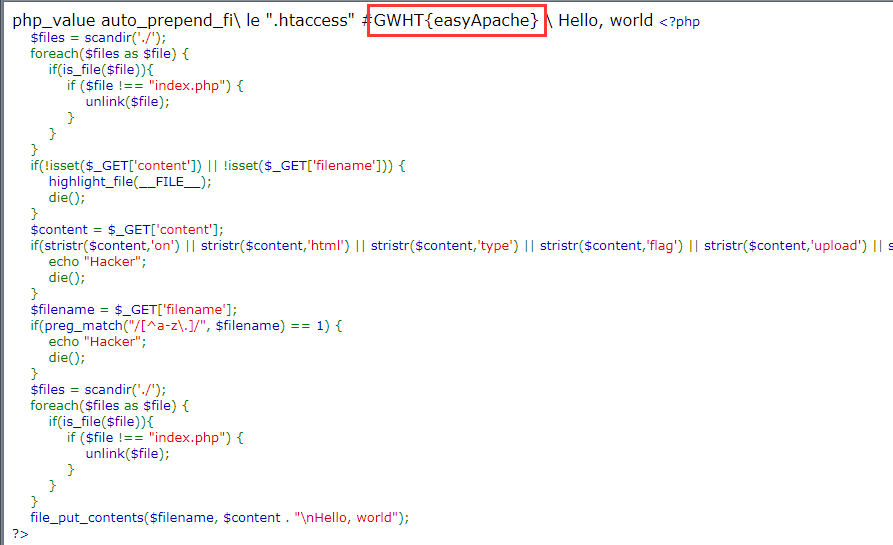 php_value auto_prepend_fi\ le ".htaccess" #GWHT{easyApache} \ Hello, world <?php
$files = scandir('./');
foreach($files as $file) {
if(is_file($file)){
if ($file !== "index.php") {
unlink($file);
}
}
}
if(!isset($_GET['content']) || !isset($_GET['filename'])) {
highlight_file(__FILE__);
die();
}
$content = $_GET['content'];
if(stristr($content,'on') || stristr($content,'html') || stristr($content,'type') || stristr($content,'flag') || stristr($content,'upload') || s
echo "Hacker";
die();
}
$filename = $_GET['filename'];
if(preg_match("/[^a-z\.]/", $filename) == 1) {
echo "Hacker";
die();
}
$files = scandir('./');
foreach($files as $file) {
if(is_file($file)){
if ($file !== "index.php") {
unlink($file);
}
}
}
file_put_contents($filename, $content . "\nHello, world");
?>